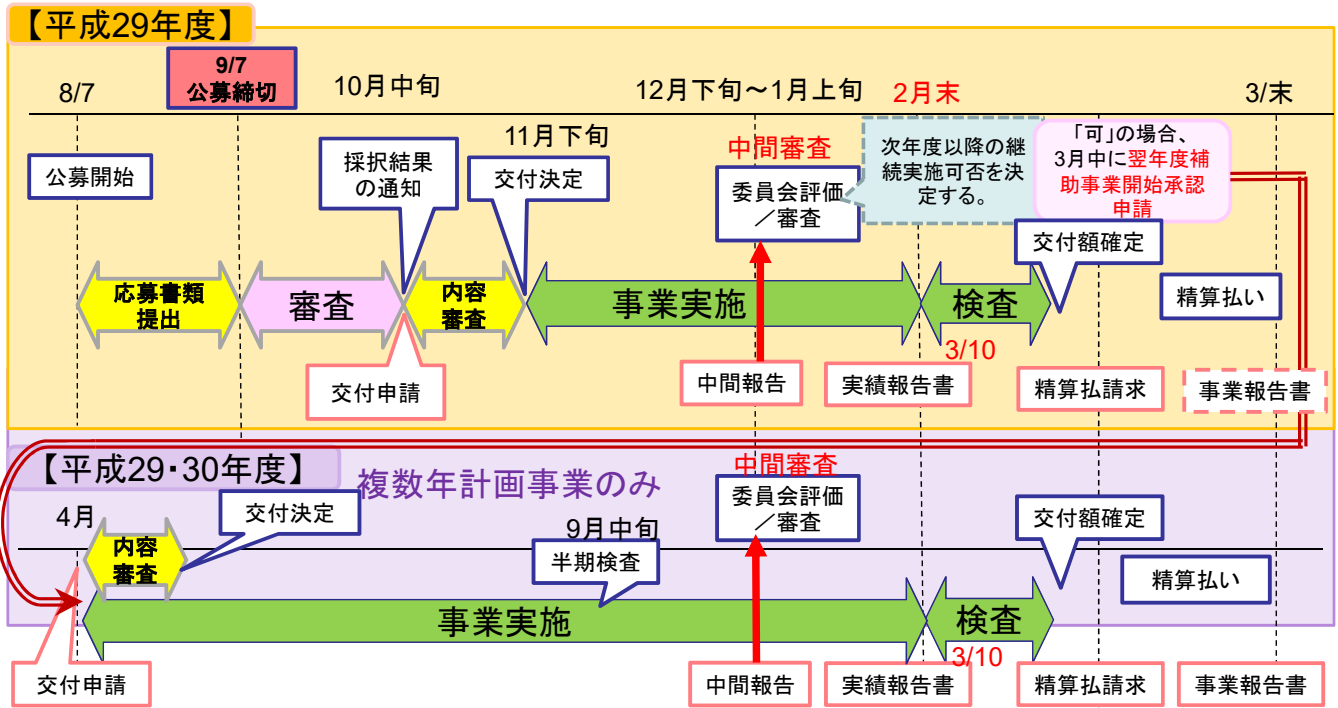 【平成29年度】
8/7
9/7
公募締切
10月中旬
11月下旬
12月下旬～1月上旬
2月末
3/末
公募開始
採択結果
の通知
交付決定
中間審査
委員会評価
／審査
次年度以降の継
続実施可否を決
定する。
「可」の場合、
3月中に翌年度補
助事業開始承認
申請
交付額確定
精算払い
応募書類
提出
審査
内容
審査
事業実施
検査
3/10
交付申請
中間報告
実績報告書
精算払請求
事業報告書
【平成29・30年度】
複数年計画事業のみ
4月
交付決定
9月中旬
半期検査
中間審査
委員会評価
／審査
交付額確定
精算払い
内容
審査
事業実施
検査
3/10
交付申請
中間報告
実績報告書
精算払請求
事業報告書